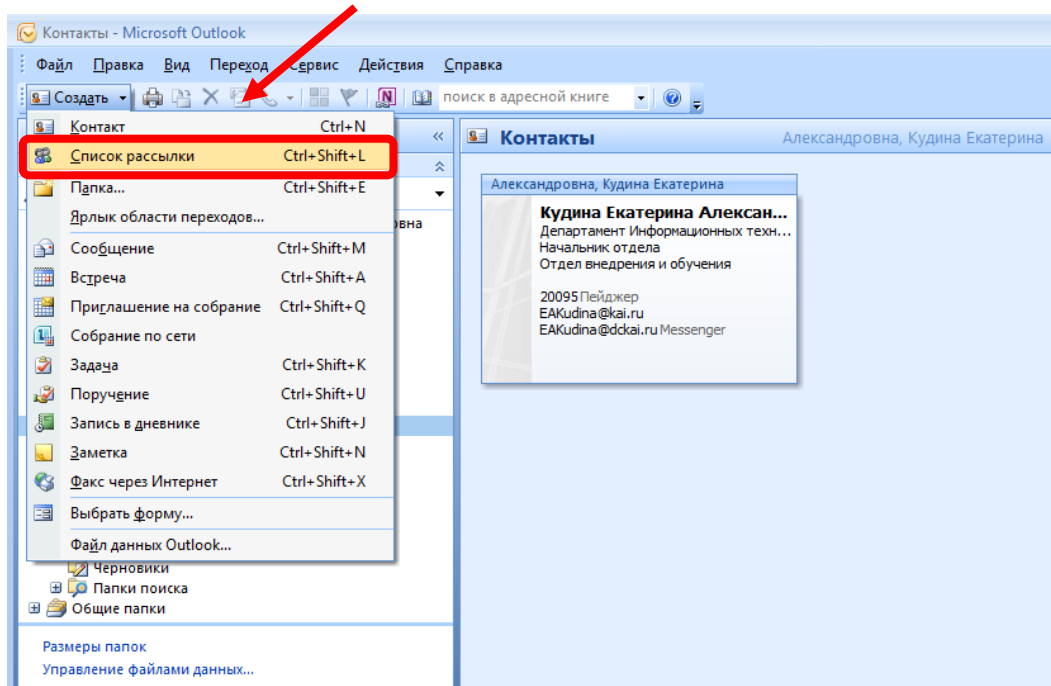 Контакты - Microsoft Outlook
Файл Правка Вид Переход Сервис Действия Справка
Создать поиск в адресной книге
Контакт Ctrl+N
Список рассылки Ctrl+Shift+L
Папка... Ctrl+Shift+E
Ярлык области переходов...
Сообщение Ctrl+Shift+M
Встреча Ctrl+Shift+A
Приглашение на собрание Ctrl+Shift+Q
Собрание по сети
Задача Ctrl+Shift+K
Поручение Ctrl+Shift+U
Запись в дневнике Ctrl+Shift+J
Заметка Ctrl+Shift+N
Факс через Интернет Ctrl+Shift+X
Выбрать форму...
Файл данных Outlook...
вна
Черновики
Папки поиска
Общие папки
Размеры папок
Управление файлами данных...
Контакты Александровна, Кудина Екатерина
Александровна, Кудина Екатерина
Кудина Екатерина Алексан...
Департамент Информационных техн...
Начальник отдела
Отдел внедрения и обучения
20095 Пейджер
EAKudina@kai.ru
EAKudina@dckai.ru Messenger